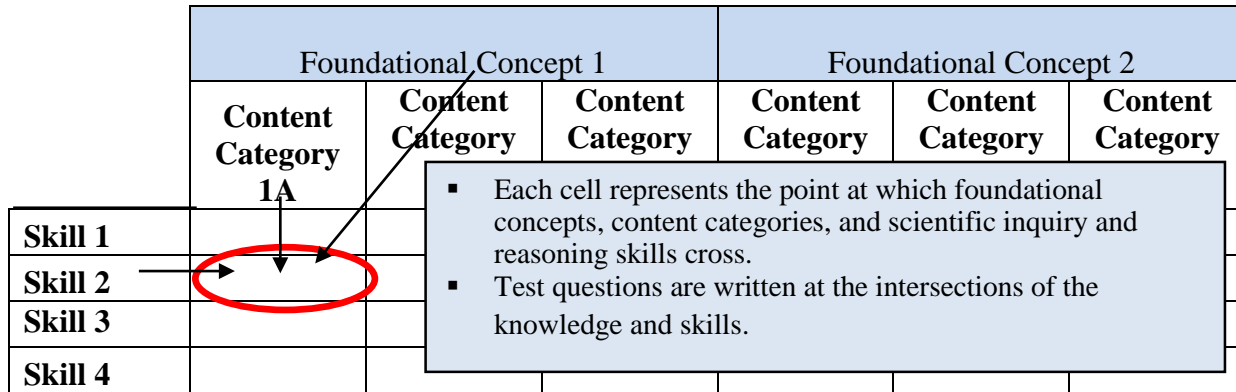 Foundational Concept 1 Foundational Concept 2
Content Category 1A
Content Category
Content Category
Content Category
Content Category
Content Category
▪ Each cell represents the point at which foundational
concepts, content categories, and scientific inquiry and
reasoning skills cross.
▪ Test questions are written at the intersections of the
knowledge and skills.
Skill 1
Skill 2
Skill 3
Skill 4